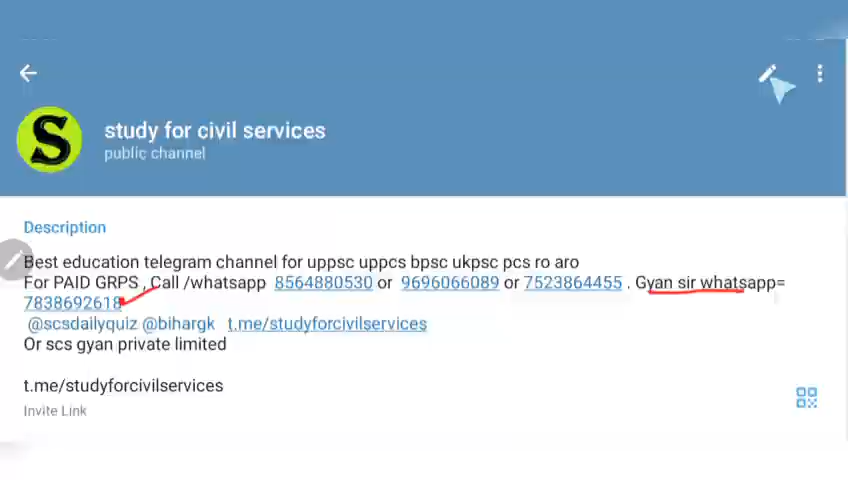 S
study for civil services
public channel
Description
Best education telegram channel for uppsc uppcs bpsc ukpsc pcs ro aro
For PAID GRPS , Call /whatsapp 8564880530 or 9696066089 or 7523864455 . Gyan sir whatsapp=
7838692618
@scsdailyquiz @bihargk t.me/studyforcivilservices
Or scs gyan private limited
t.me/studyforcivilservices
Invite Link